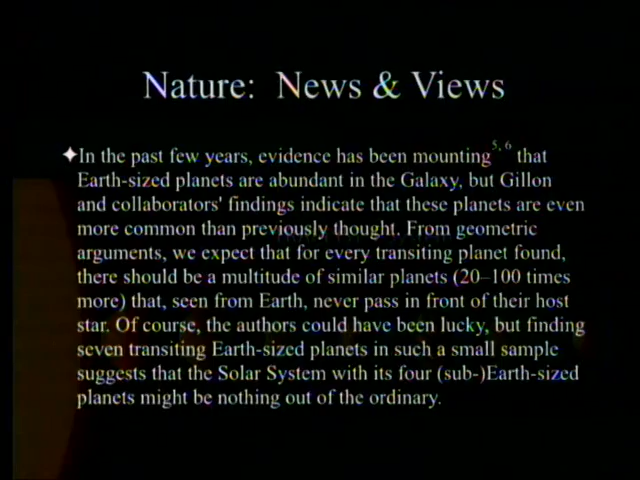 Nature: News & Views
✦In the past few years, evidence has been mounting5, 6 that
Earth-sized planets are abundant in the Galaxy, but Gillon
and collaborators' findings indicate that these planets are even
more common than previously thought. From geometric
arguments, we expect that for every transiting planet found,
there should be a multitude of similar planets (20–100 times
more) that, seen from Earth, never pass in front of their host
star. Of course, the authors could have been lucky, but finding
seven transiting Earth-sized planets in such a small sample
suggests that the Solar System with its four (sub-)Earth-sized
planets might be nothing out of the ordinary.